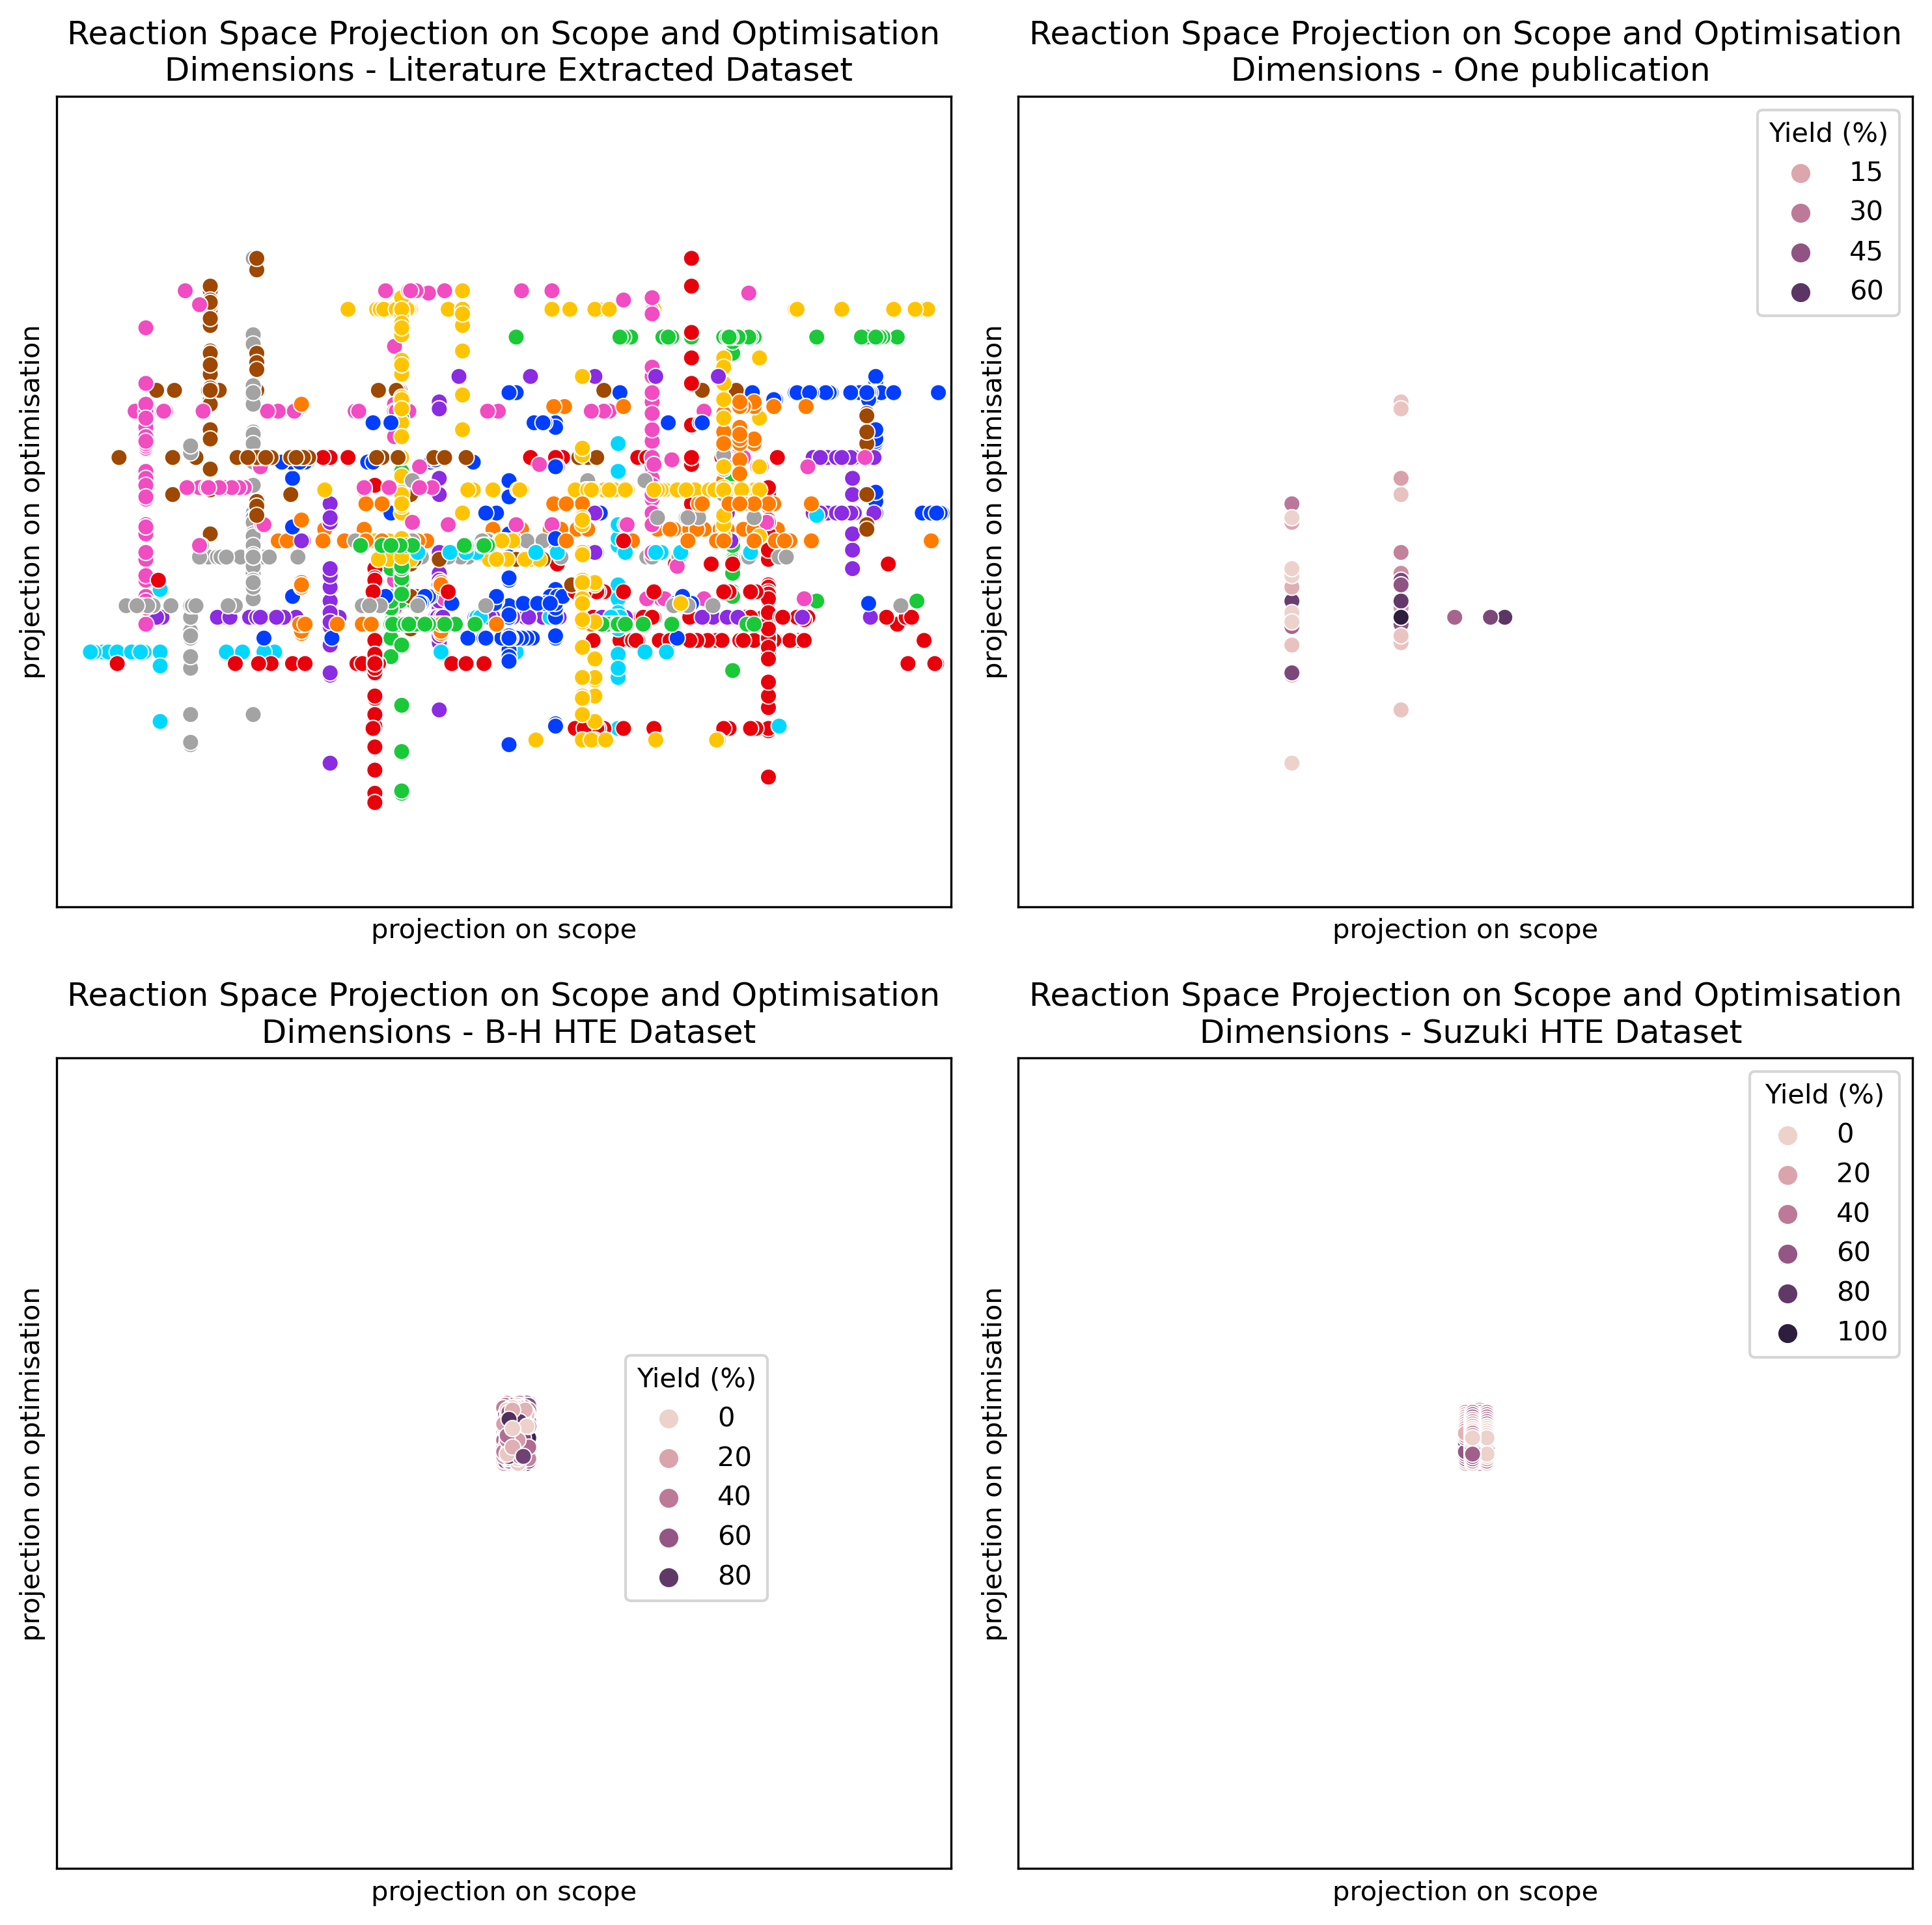 Reaction Space Projection on Scope and Optimisation
Dimensions - Literature Extracted Dataset
projection on optimisation
projection on scope
Reaction Space Projection on Scope and Optimisation
Dimensions - One publication
Yield (%)
15
30
45
60
projection on optimisation
projection on scope
Reaction Space Projection on Scope and Optimisation
Dimensions - B-H HTE Dataset
Yield (%)
0
20
40
60
80
projection on optimisation
projection on scope
Reaction Space Projection on Scope and Optimisation
Dimensions - Suzuki HTE Dataset
Yield (%)
0
20
40
60
80
100
projection on optimisation
projection on scope